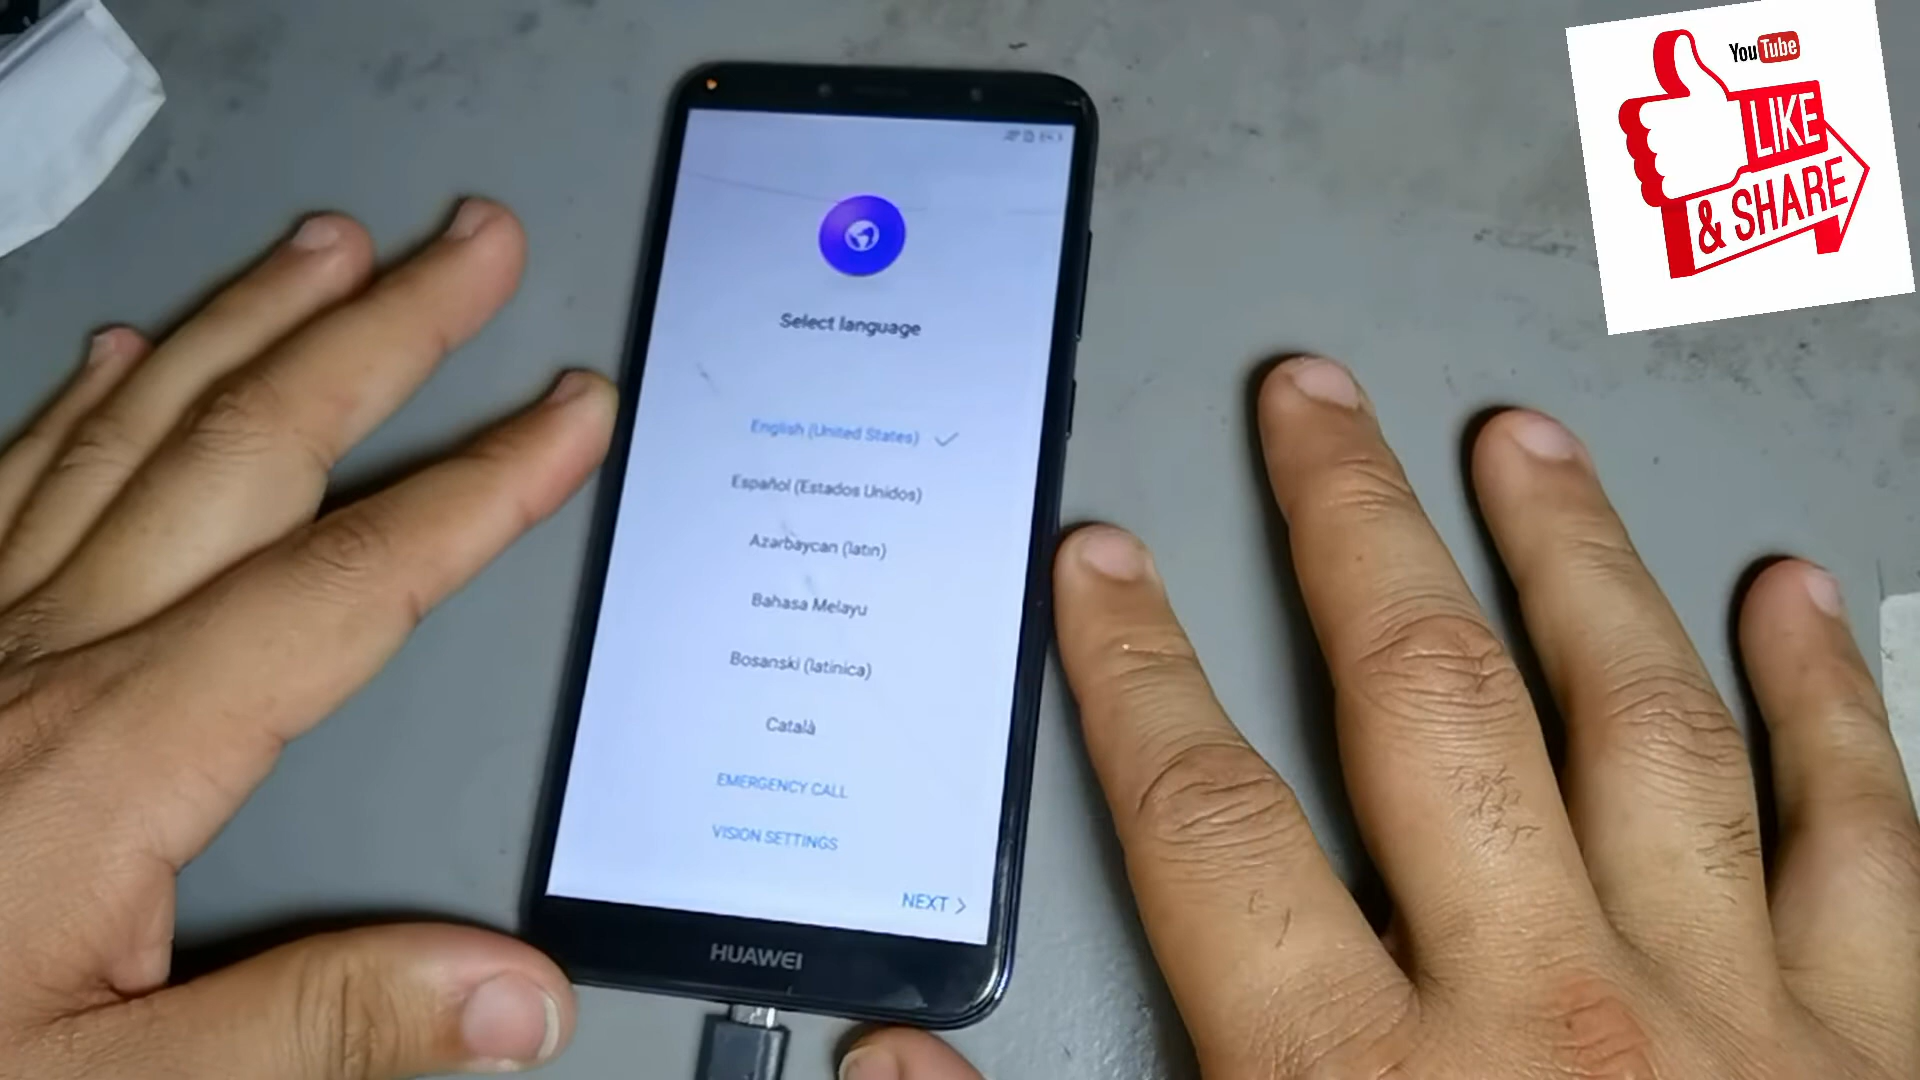 YouTube
LIKE
& SHARE
Select language
English (United States)
Español (Estados Unidos)
Azərbaycan (latın)
Bahasa Melayu
Bosanski (latinica)
Català
EMERGENCY CALL
VISION SETTINGS
NEXT
HUAWEI